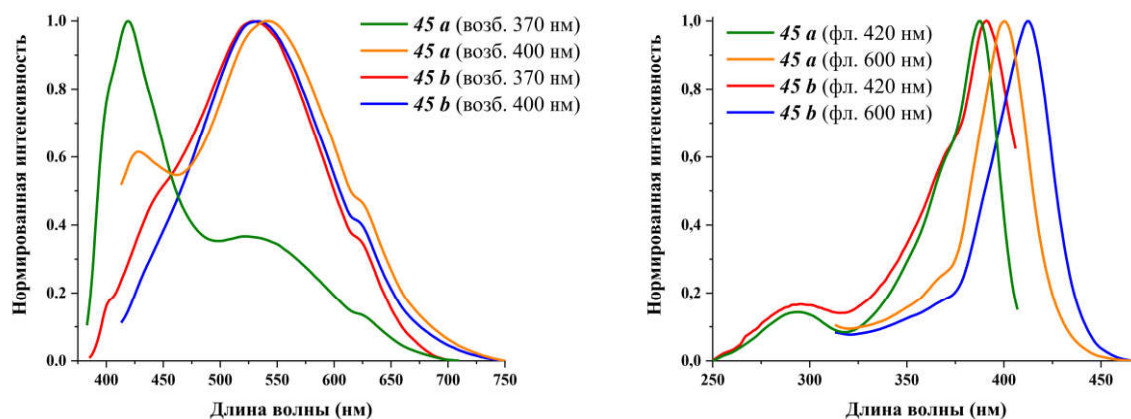 Нормированная интенсивность
1.0
0.8
0.6
0.4
0.2
0.0
400 450 500 550 600 650 700 750
Длина волны (нм)
45 a (возб. 370 нм)
45 a (возб. 400 нм)
45 b (возб. 370 нм)
45 b (возб. 400 нм)
Нормированная интенсивность
1.0
0.8
0.6
0.4
0.2
0.0
250 300 350 400 450
Длина волны (нм)
45 a (фл. 420 нм)
45 a (фл. 600 нм)
45 b (фл. 420 нм)
45 b (фл. 600 нм)